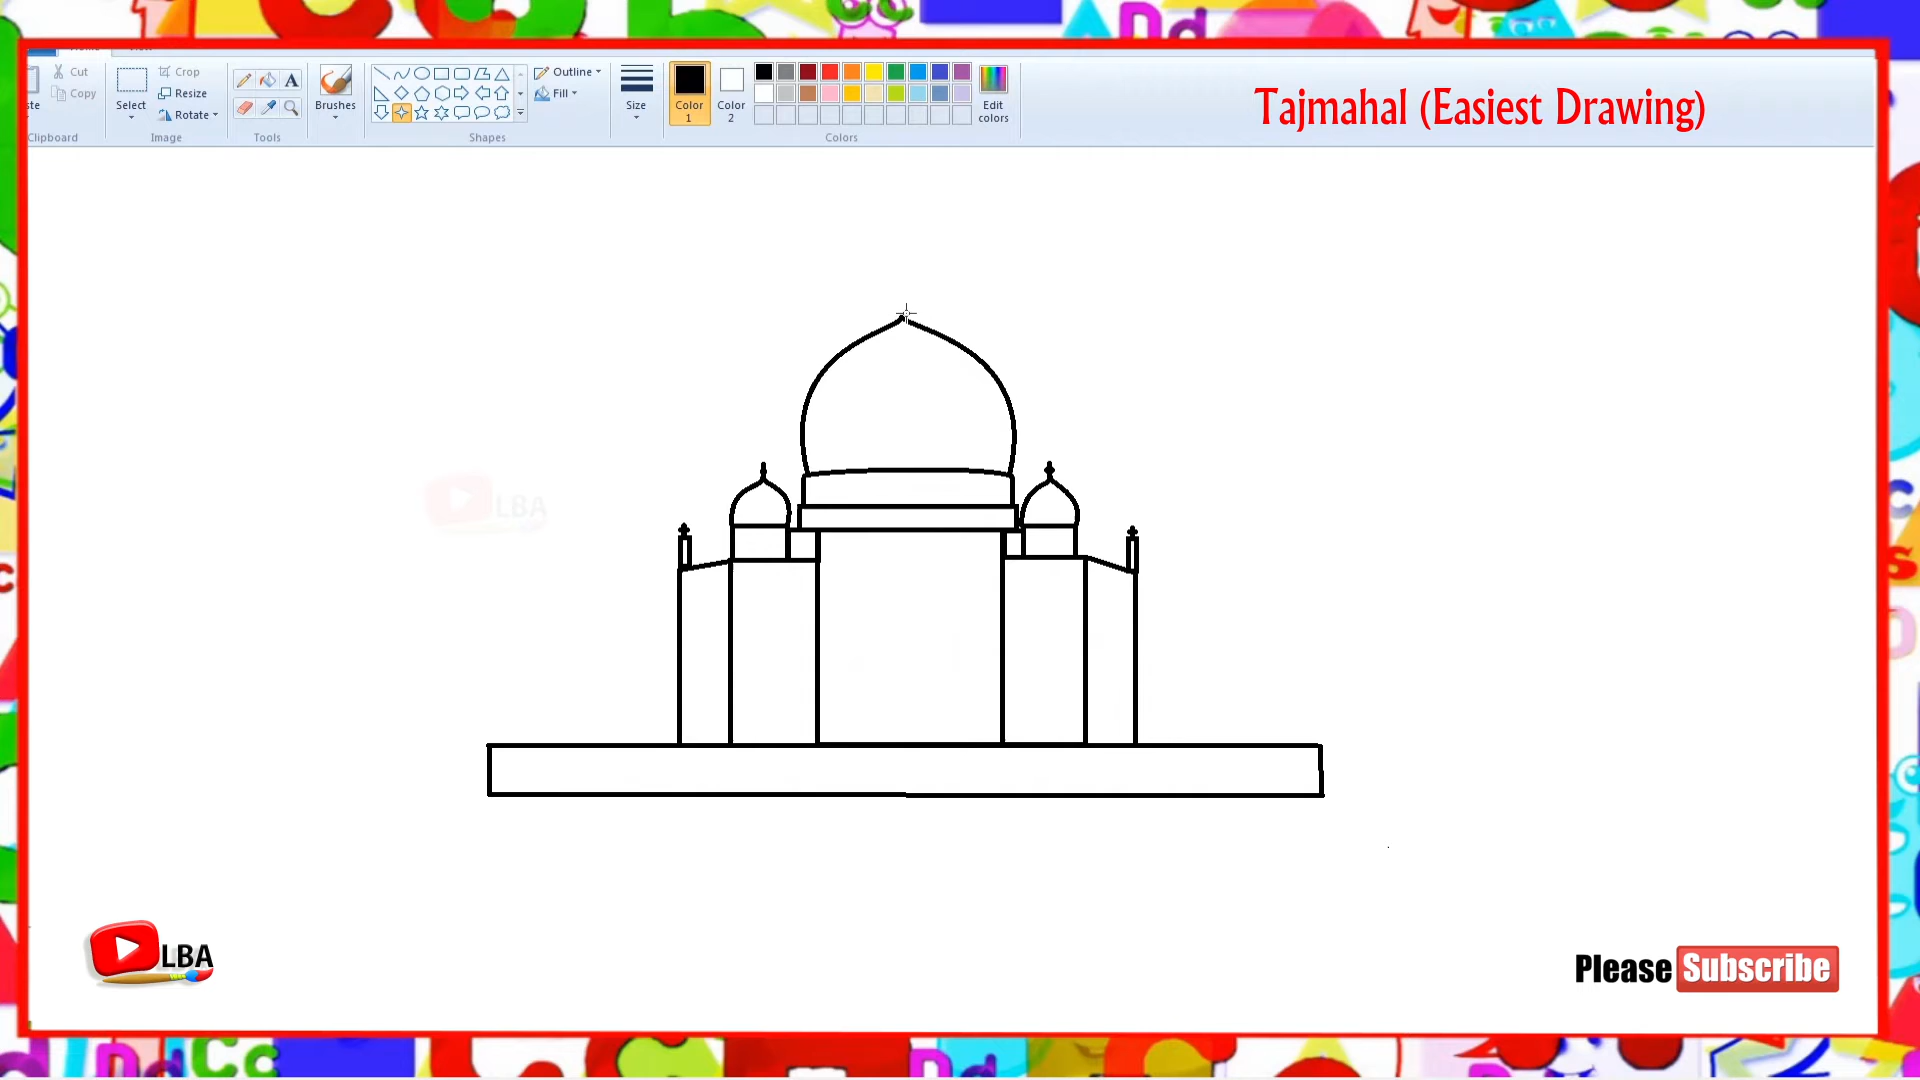 Cut
Copy
Clipboard
Select
Crop
Resize
Rotate
Image
A
Tools
Brushes
Shapes
Outline
Fill
Size
Color
1
Color
2
Edit
colors
Colors
Tajmahal (Easiest Drawing)
LBA
LBA
Please Subscribe